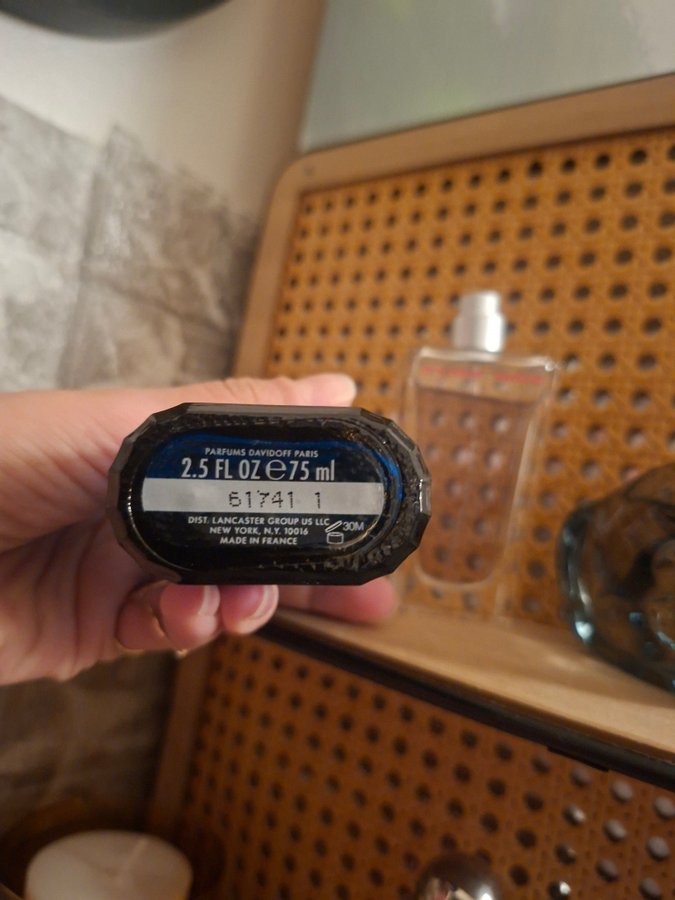 PARFUMS DAVIDOFF PARIS
2.5 FL OZ ℮ 75 ml
61741 1
DIST. LANCASTER GROUP US LLC
30M
NEW YORK, N.Y. 10016
MADE IN FRANCE